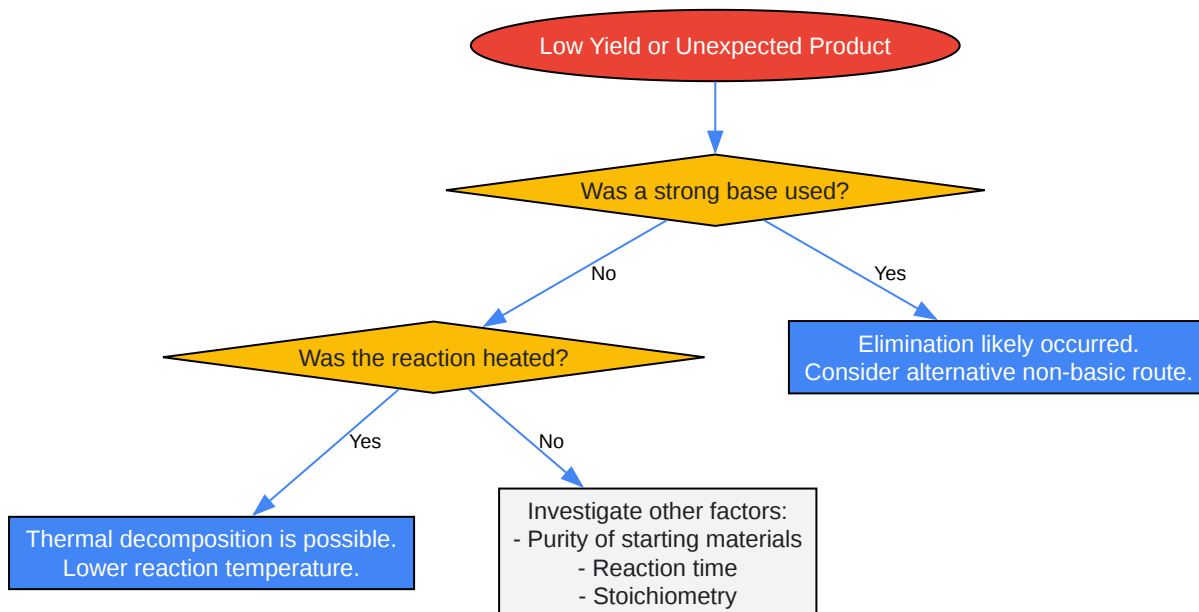 Low Yield or Unexpected Product
Was a strong base used?
No
Yes
Was the reaction heated?
Elimination likely occurred.
Consider alternative non-basic route.
Yes
No
Thermal decomposition is possible.
Lower reaction temperature.
Investigate other factors:
- Purity of starting materials
- Reaction time
- Stoichiometry